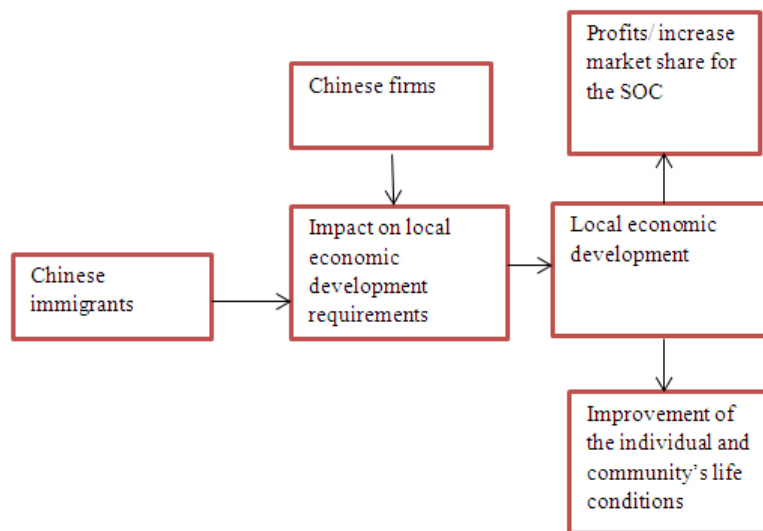 Profits/ increase
market share for
the SOC
Chinese firms
Impact on local
economic
development
requirements
Local economic
development
Chinese
immigrants
Improvement of
the individual and
community's life
conditions